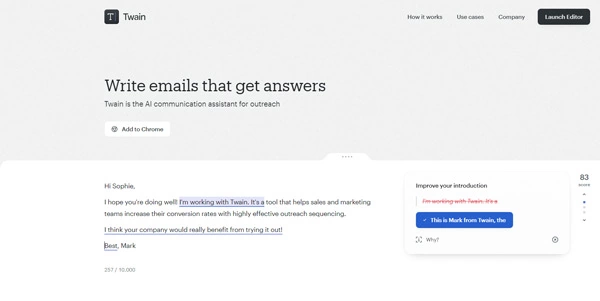 Twain
How it works
Use cases
Company
Launch Editor
Write emails that get answers
Twain is the AI communication assistant for outreach
Add to Chrome
Hi Sophie,
I hope you're doing well! I'm working with Twain. It's a tool that helps sales and marketing
teams increase their conversion rates with highly effective outreach sequencing.
I think your company would really benefit from trying it out!
Best, Mark
257 / 10.000
Improve your introduction
I'm working with Twain. It's a
This is Mark from Twain, the
Why?
83
score